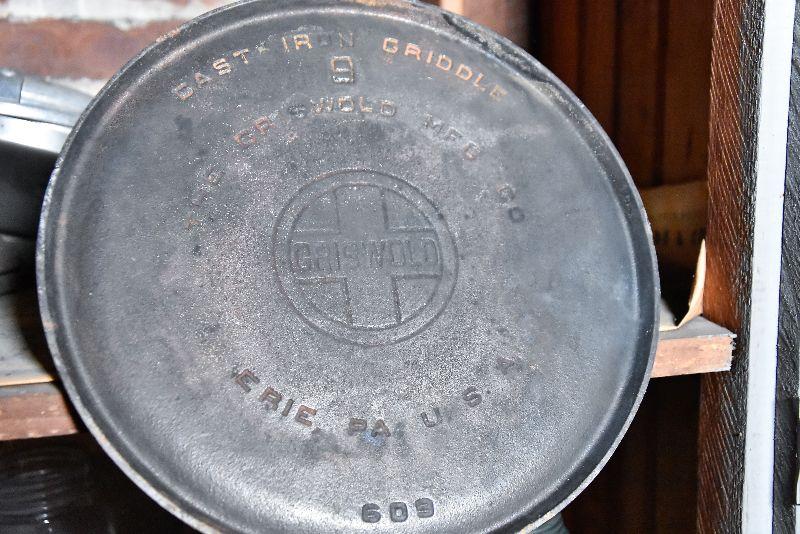 CAST IRON GRIDDLE
9
THE GRISWOLD MFG CO
GRISWOLD
ERIE, PA. U.S.A.
609